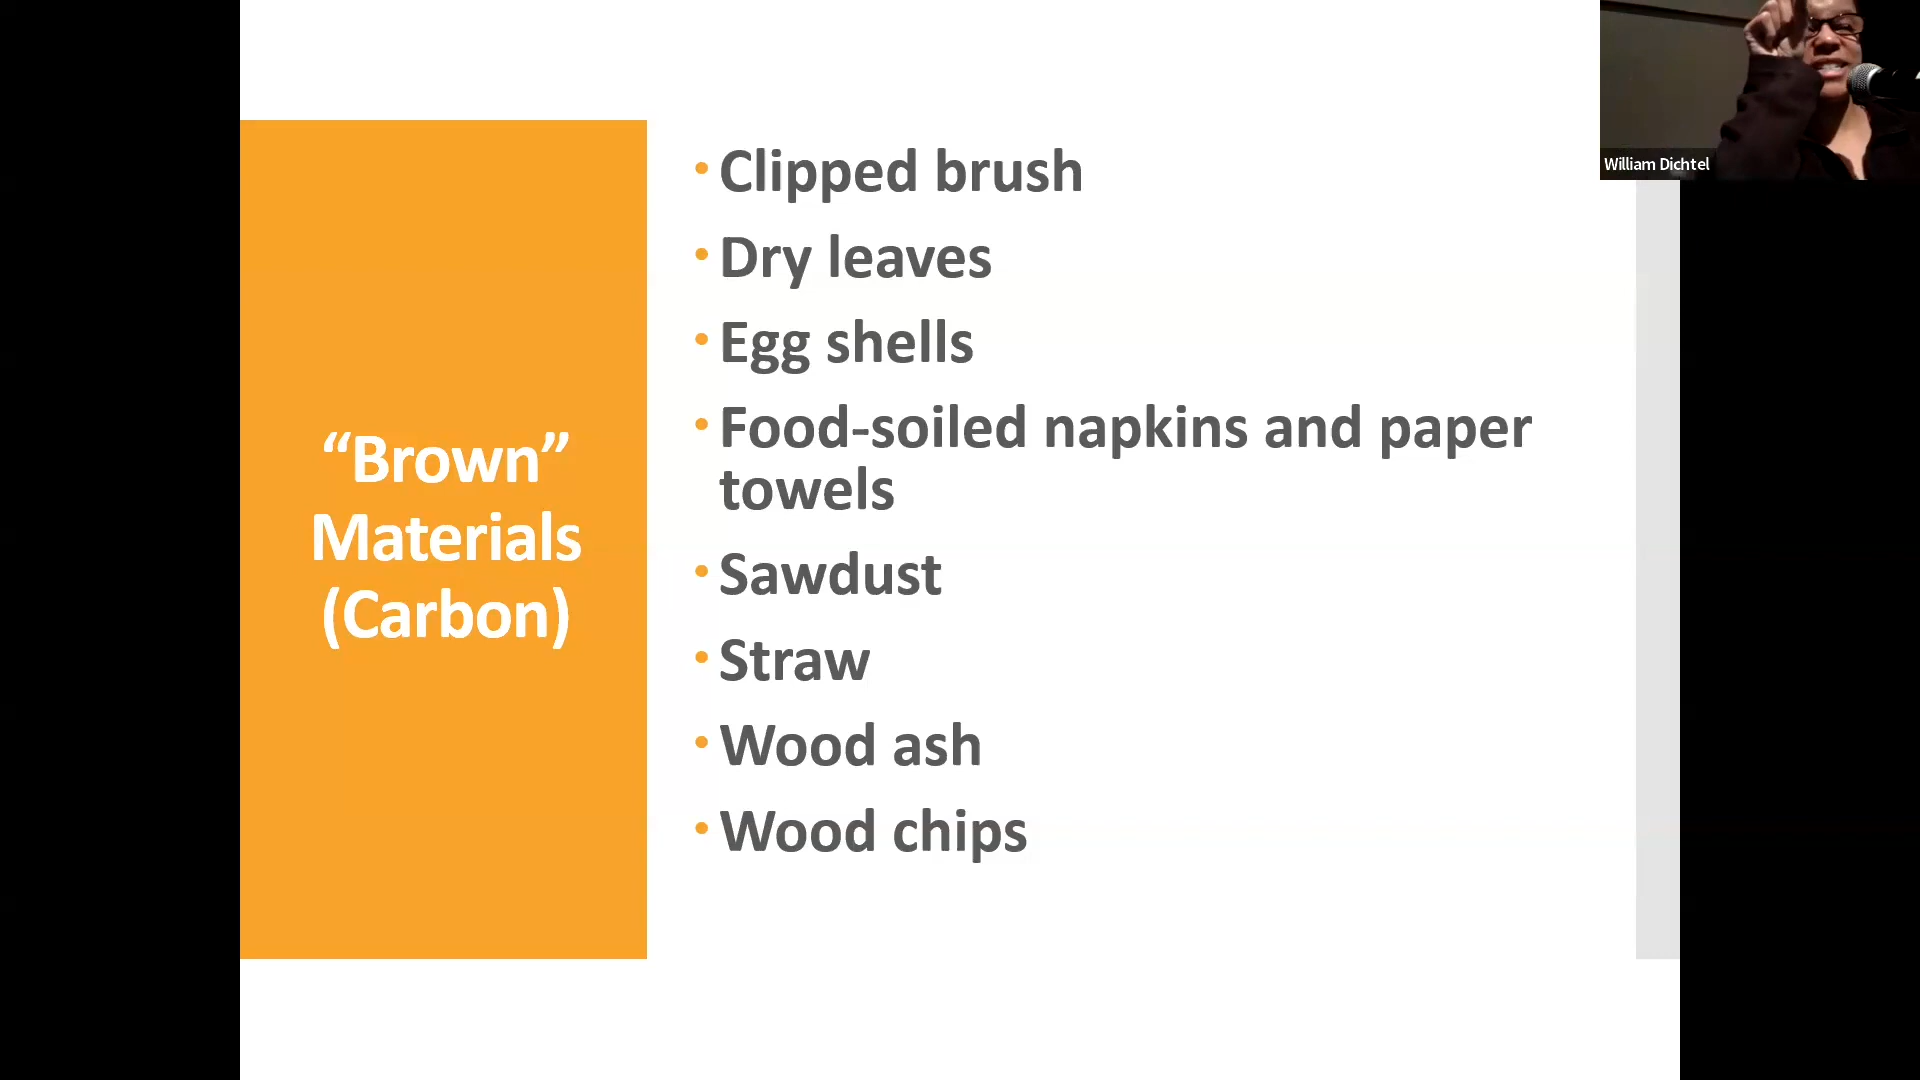 “Brown”
Materials
(Carbon)
• Clipped brush
• Dry leaves
• Egg shells
• Food-soiled napkins and paper
towels
• Sawdust
• Straw
• Wood ash
• Wood chips
William Dichtel